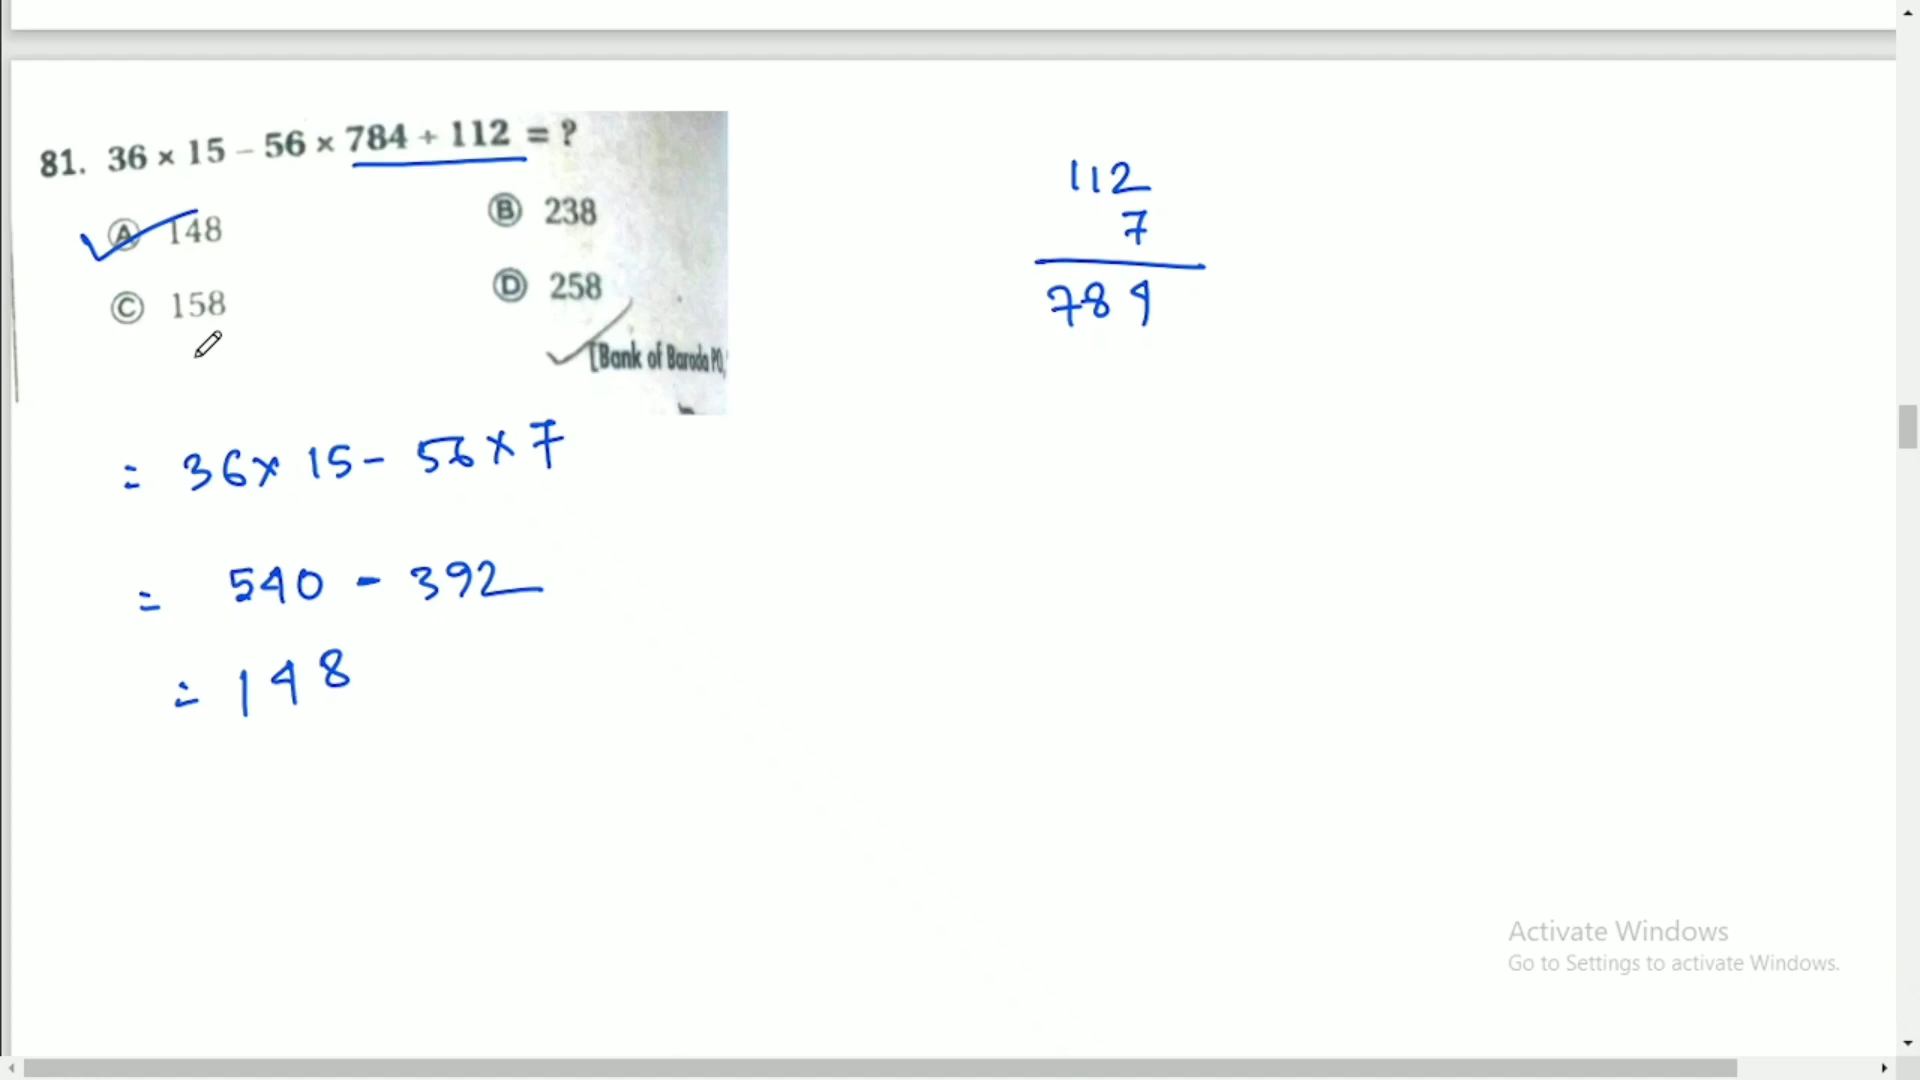 81. 36 × 15 – 56 × 784 ÷ 112 = ?
Ⓐ 148
Ⓑ 238
Ⓒ 158
Ⓓ 258
[Bank of Baroda PO,
= 36 × 15 - 56 × 7
= 540 - 392
= 148
112
7
784
Activate Windows
Go to Settings to activate Windows.